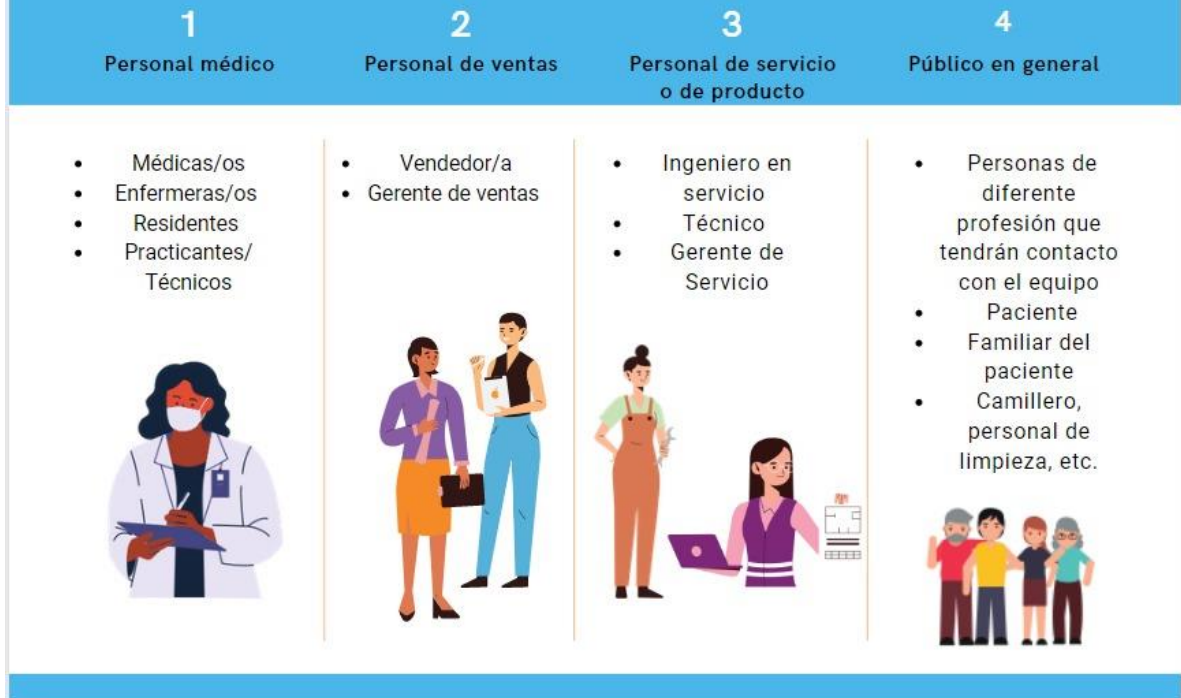 1
Personal médico
2
Personal de ventas
3
Personal de servicio
o de producto
4
Público en general
• Médicas/os
• Enfermeras/os
• Residentes
• Practicantes/
Técnicos
• Vendedor/a
• Gerente de ventas
• Ingeniero en
servicio
• Técnico
• Gerente de
Servicio
• Personas de
diferente
profesión que
tendrán contacto
con el equipo
• Paciente
• Familiar del
paciente
• Camillero,
personal de
limpieza, etc.